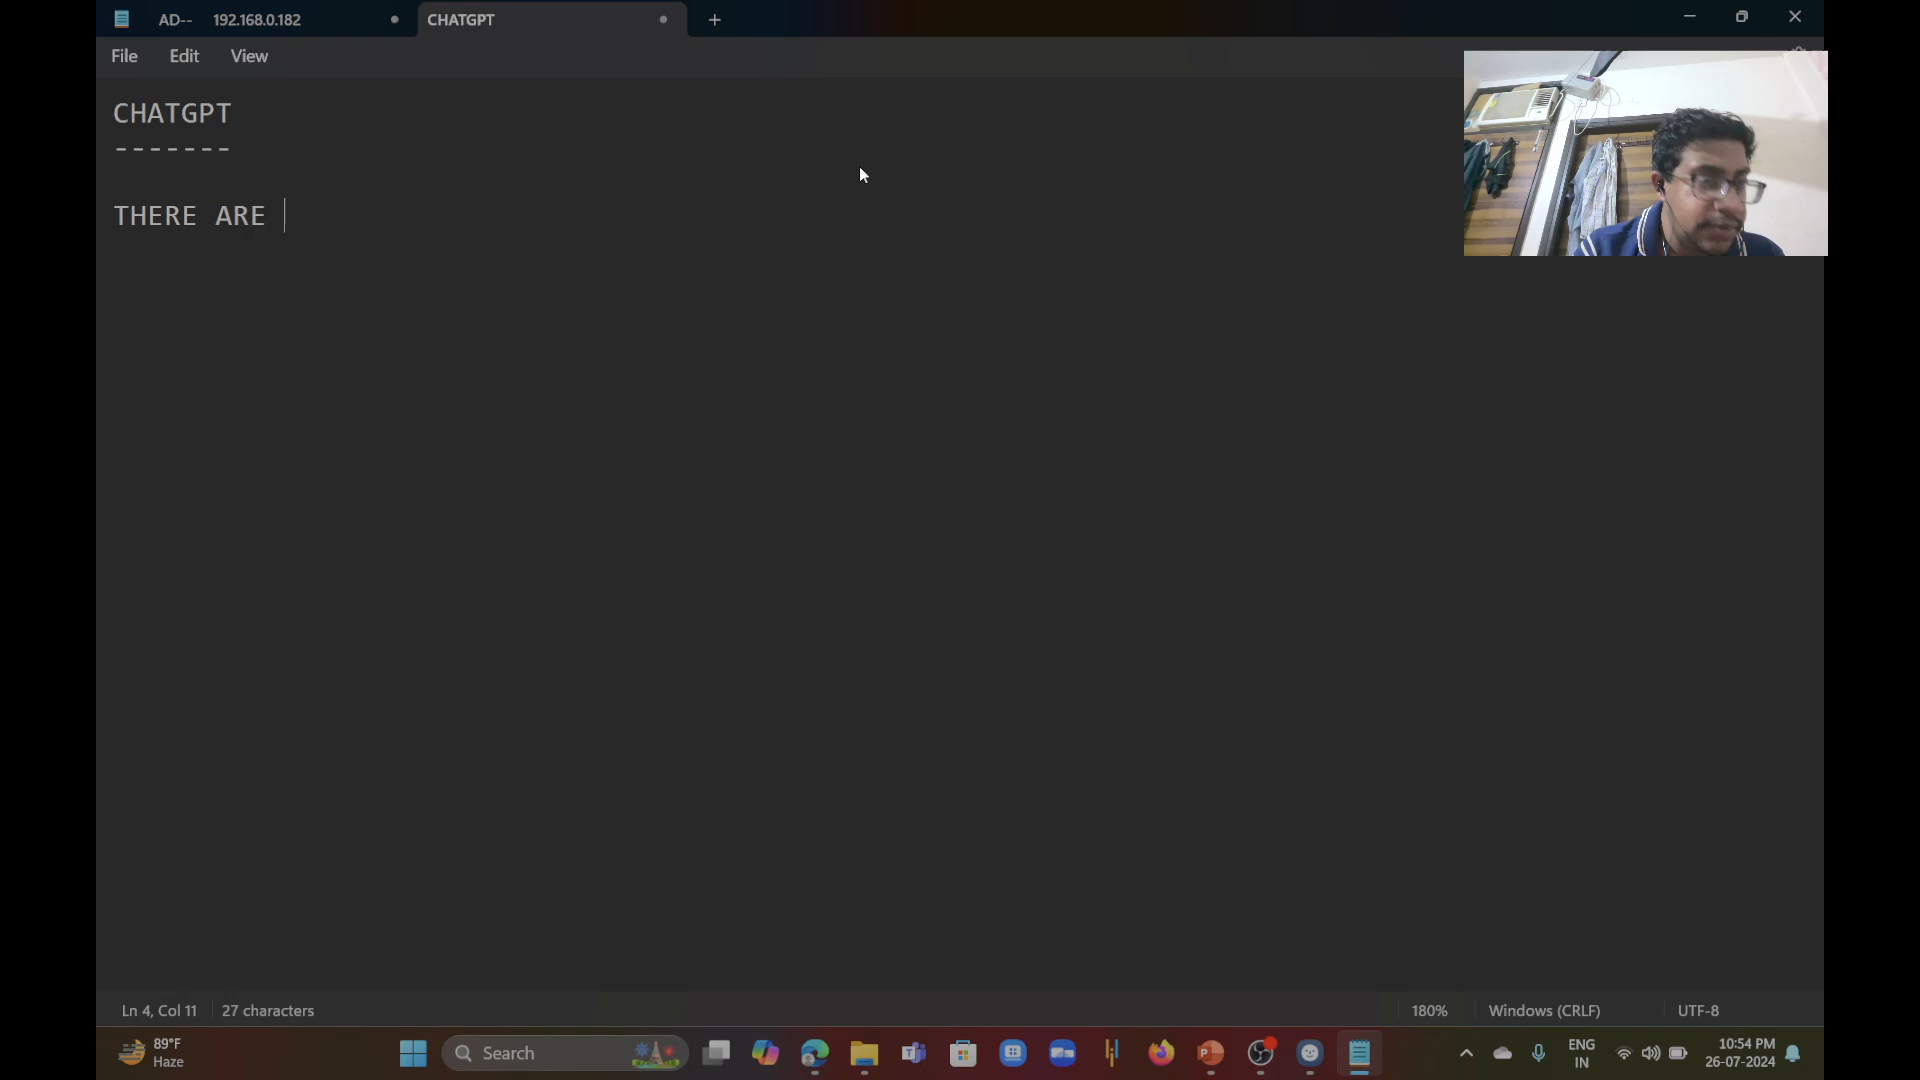 AD-- 192.168.0.182 CHATGPT
File Edit View
CHATGPT
-------
THERE ARE
Ln 4, Col 11 27 characters 180% Windows (CRLF) UTF-8
89°F
Haze
Search
ENG
IN
10:54 PM
26-07-2024